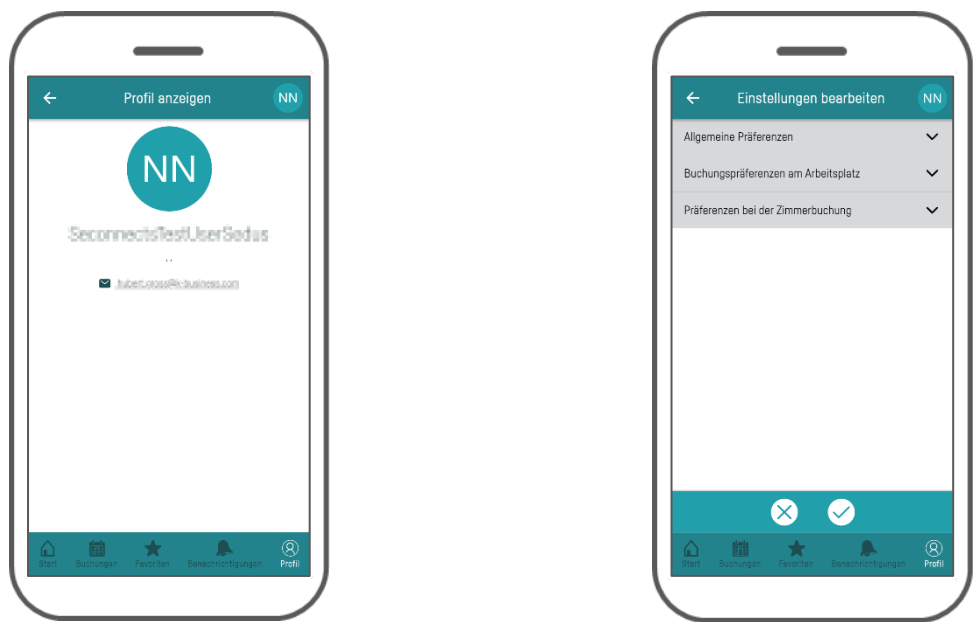 Profil anzeigen
NN
NN
SeconnectsTestUserSedus
Start
Buchungen
Favoriten
Benachrichtigungen
Profil
Einstellungen bearbeiten
NN
Allgemeine Präferenzen
Buchungspräferenzen am Arbeitsplatz
Präferenzen bei der Zimmerbuchung
Start
Buchungen
Favoriten
Benachrichtigungen
Profil